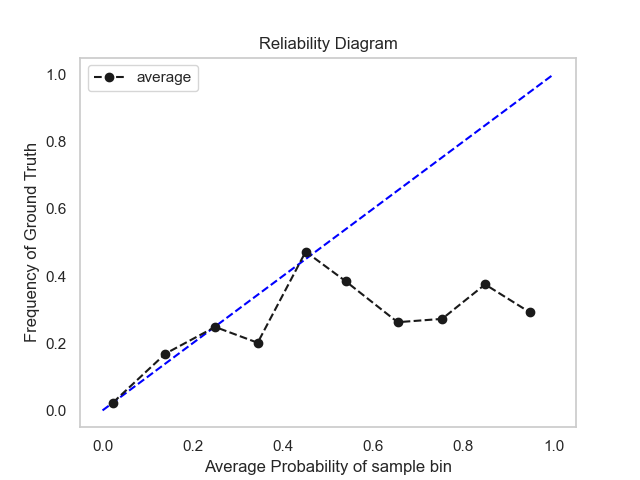 Reliability Diagram
average
Frequency of Ground Truth
1.0
0.8
0.6
0.4
0.2
0.0
0.0 0.2 0.4 0.6 0.8 1.0
Average Probability of sample bin